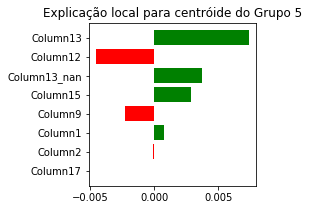 Explicação local para centróide do Grupo 5
Column13
Column12
Column13_nan
Column15
Column9
Column1
Column2
Column17
−0.005 0.000 0.005